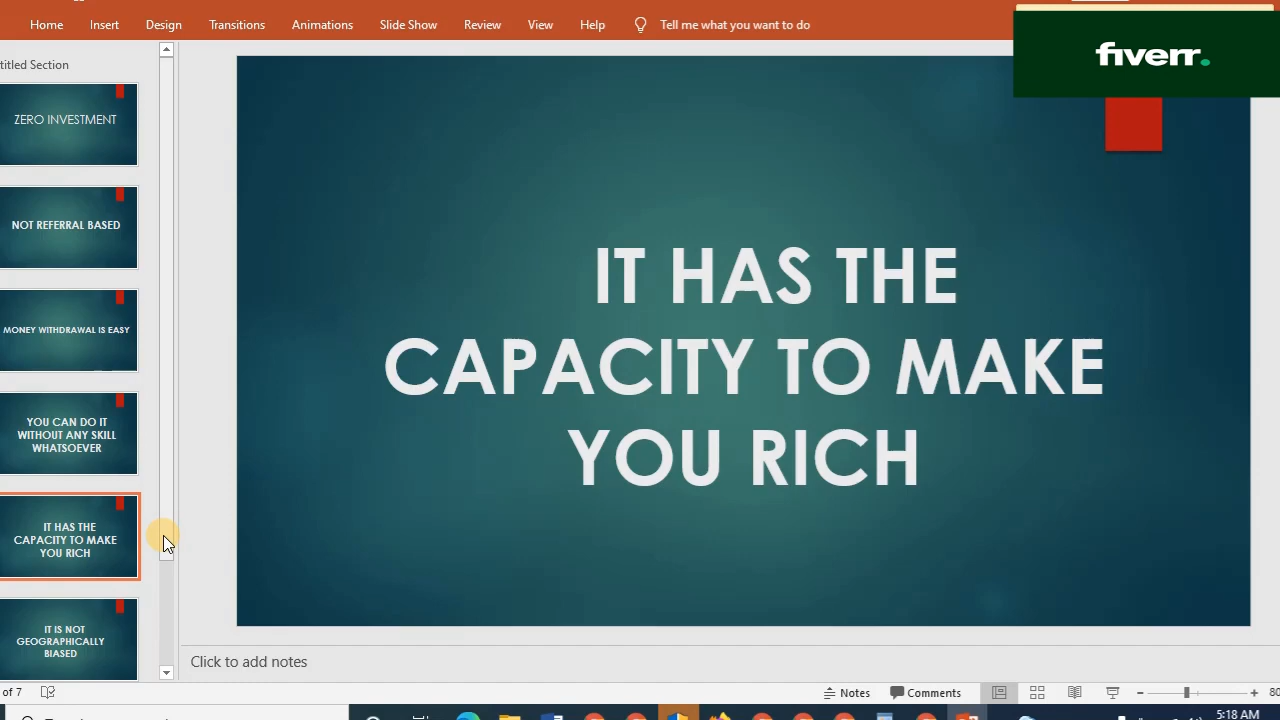 Home Insert Design Transitions Animations Slide Show Review View Help Tell me what you want to do
fiverr.
titled Section
ZERO INVESTMENT
NOT REFERRAL BASED
MONEY WITHDRAWAL IS EASY
YOU CAN DO IT
WITHOUT ANY SKILL
WHATSOEVER
IT HAS THE
CAPACITY TO MAKE
YOU RICH
IT IS NOT
GEOGRAPHICALLY
BIASED
IT HAS THE
CAPACITY TO MAKE
YOU RICH
Click to add notes
of 7
Notes Comments
5:18 AM